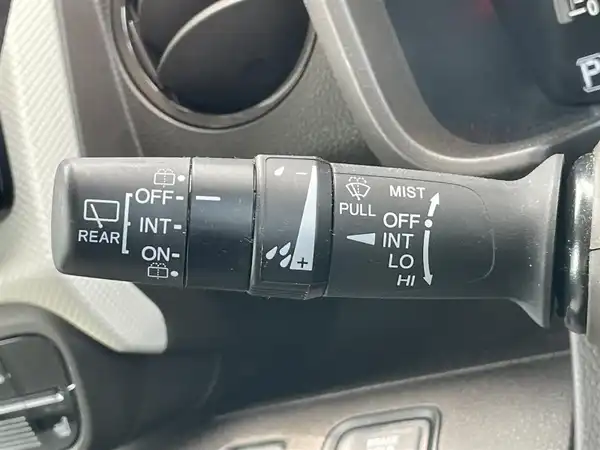 OFF
REAR
INT
ON
−
+
PULL
MIST
OFF
INT
LO
HI
P